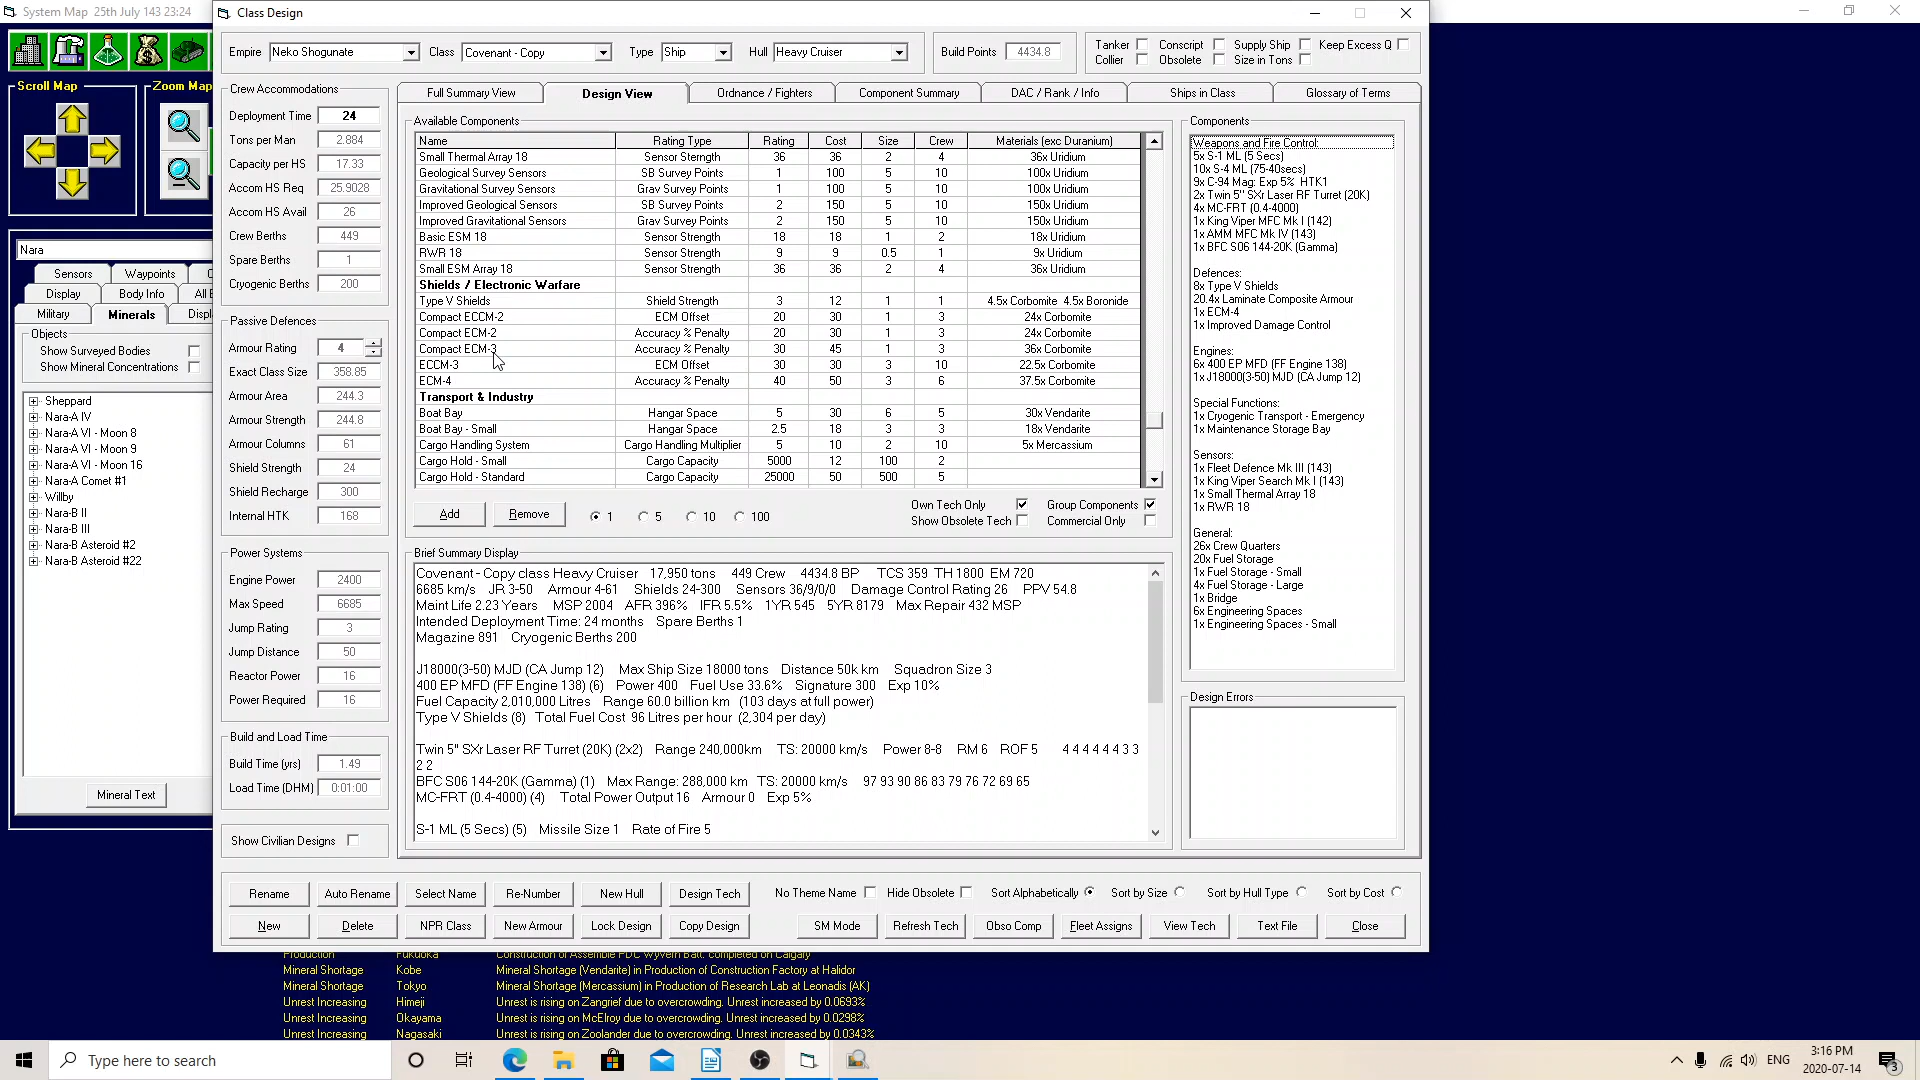 System Map   25th July 143 23:24
Class Design
Empire Neko Shogunate Class Covenant - Copy Type Ship Hull Heavy Cruiser Build Points 4434.8
Tanker Conscript Supply Ship Keep Excess Q
Collier Obsolete Size in Tons
Scroll Map
Zoom Map
Nara
Sensors Waypoints
Display Body Info All B
Military Minerals Displ
Objects
Show Surveyed Bodies
Show Mineral Concentrations
Sheppard
Nara-A IV
Nara-A VI - Moon 8
Nara-A VI - Moon 9
Nara-A VI - Moon 16
Nara-A Comet #1
Willby
Nara-B II
Nara-B III
Nara-B Asteroid #2
Nara-B Asteroid #22
Mineral Text
Crew Accommodations
Deployment Time 24
Tons per Man 2.884
Capacity per HS 17.33
Accom HS Req 25.9028
Accom HS Avail 26
Crew Berths 449
Spare Berths 1
Cryogenic Berths 200
Passive Defences
Armour Rating 4
Exact Class Size 358.85
Armour Area 244.3
Armour Strength 244.8
Armour Columns 61
Shield Strength 24
Shield Recharge 300
Internal HTK 168
Power Systems
Engine Power 2400
Max Speed 6685
Jump Rating 3
Jump Distance 50
Reactor Power 16
Power Required 16
Build and Load Time
Build Time (yrs) 1.49
Load Time (DHM) 0:01:00
Show Civilian Designs
Full Summary View Design View Ordnance / Fighters Component Summary DAC / Rank / Info Ships in Class Glossary of Terms
Available Components
Name Rating Type Rating Cost Size Crew Materials (exc Duranium)
Small Thermal Array 18 Sensor Sterngth 36 36 2 4 36x Uridium
Geological Survey Sensors SB Survey Points 1 100 5 10 100x Uridium
Gravitational Survey Sensors Grav Survey Points 1 100 5 10 100x Uridium
Improved Geological Sensors SB Survey Points 2 150 5 10 150x Uridium
Improved Gravitational Sensors Grav Survey Points 2 150 5 10 150x Uridium
Basic ESM 18 Sensor Strength 18 18 1 2 18x Uridium
RWR 18 Sensor Strength 9 9 0.5 1 9x Uridium
Small ESM Array 18 Sensor Strength 36 36 2 4 36x Uridium
Shields / Electronic Warfare
Type V Shields Shield Strength 3 12 1 1 4.5x Corbomite 4.5x Boronide
Compact ECCM-2 ECM Offset 20 30 1 3 24x Corbomite
Compact ECM-2 Accuracy % Penalty 20 30 1 3 24x Corbomite
Compact ECM-3 Accuracy % Penalty 30 45 1 3 36x Corbomite
ECCM-3 ECM Offset 30 30 3 10 22.5x Corbomite
ECM-4 Accuracy % Penalty 40 50 3 6 37.5x Corbomite
Transport & Industry
Boat Bay Hangar Space 5 30 6 5 30x Vendarite
Boat Bay - Small Hangar Space 2.5 18 3 3 18x Vendarite
Cargo Handling System Cargo Handling Multiplier 5 10 2 10 5x Mercassium
Cargo Hold - Small Cargo Capacity 5000 12 100 2
Cargo Hold - Standard Cargo Capacity 25000 50 500 5
Add Remove 1 5 10 100
Own Tech Only Group Components
Show Obsolete Tech Commercial Only
Brief Summary Display
Covenant - Copy class Heavy Cruiser 17,950 tons 449 Crew 4434.8 BP TCS 359 TH 1800 EM 720
6685 km/s JR 3-50 Armour 4-61 Shields 24-300 Sensors 36/9/0/0 Damage Control Rating 26 PPV 54.8
Maint Life 2.23 Years MSP 2004 AFR 396% IFR 5.5% 1YR 545 5YR 8179 Max Repair 432 MSP
Intended Deployment Time: 24 months Spare Berths 1
Magazine 891 Cryogenic Berths 200
J18000(3-50) MJD (CA Jump 12) Max Ship Size 18000 tons Distance 50k km Squadron Size 3
400 EP MFD (FF Engine 138) (6) Power 400 Fuel Use 33.6% Signature 300 Exp 10%
Fuel Capacity 2,010,000 Litres Range 60.0 billion km (103 days at full power)
Type V Shields (8) Total Fuel Cost 96 Litres per hour (2,304 per day)
Twin 5" SXr Laser RF Turret (20K) (2x2) Range 240,000km TS: 20000 km/s Power 8-8 RM 6 ROF 5 4 4 4 4 4 4 3 3
2 2
BFC S06 144-20K (Gamma) (1) Max Range: 288,000 km TS: 20000 km/s 97 93 90 86 83 79 76 72 69 65
MC-FRT (0.4-4000) (4) Total Power Output 16 Armour 0 Exp 5%
S-1 ML (5 Secs) (5) Missile Size 1 Rate of Fire 5
Components
Weapons and Fire Control:
5x S-1 ML (5 Secs)
10x S-4 ML (75-40secs)
9x C-94 Mag: Exp 5% HTK1
2x Twin 5" SXr Laser RF Turret (20K)
4x MC-FRT (0.4-4000)
1x King Viper MFC Mk I (142)
1x AMM MFC Mk IV (143)
1x BFC S06 144-20K (Gamma)
Defences:
8x Type V Shields
20.4x Laminate Composite Armour
1x ECM-4
1x Improved Damage Control
Engines:
6x 400 EP MFD (FF Engine 138)
1x J18000(3-50) MJD (CA Jump 12)
Special Functions:
1x Cryogenic Transport - Emergency
1x Maintenance Storage Bay
Sensors:
1x Fleet Defence Mk III (143)
1x King Viper Search Mk I (143)
1x Small Thermal Array 18
1x RWR 18
General:
26x Crew Quarters
20x Fuel Storage
1x Fuel Storage - Small
4x Fuel Storage - Large
1x Bridge
6x Engineering Spaces
1x Engineering Spaces - Small
Design Errors
Rename Auto Rename Select Name Re-Number New Hull Design Tech No Theme Name Hide Obsolete Sort Alphabetically Sort by Size Sort by Hull Type Sort by Cost
New Delete NPR Class New Armour Lock Design Copy Design SM Mode Refresh Tech Obso Comp Fleet Assigns View Tech Text File Close
Production Fukuoka Construction of Assemble PDC Wyvern Batt. completed on Calgary
Mineral Shortage Kobe Mineral Shortage (Vendarite) in Production of Construction Factory at Halidor
Mineral Shortage Tokyo Mineral Shortage (Mercassium) in Production of Research Lab at Leonadis (AK)
Unrest Increasing Himeji Unrest is rising on Zangrief due to overcrowding. Unrest increased by 0.0693%
Unrest Increasing Okayama Unrest is rising on McElroy due to overcrowding. Unrest increased by 0.0298%
Unrest Increasing Nagasaki Unrest is rising on Zoolander due to overcrowding. Unrest increased by 0.0343%
Type here to search
ENG
3:16 PM
2020-07-14
3